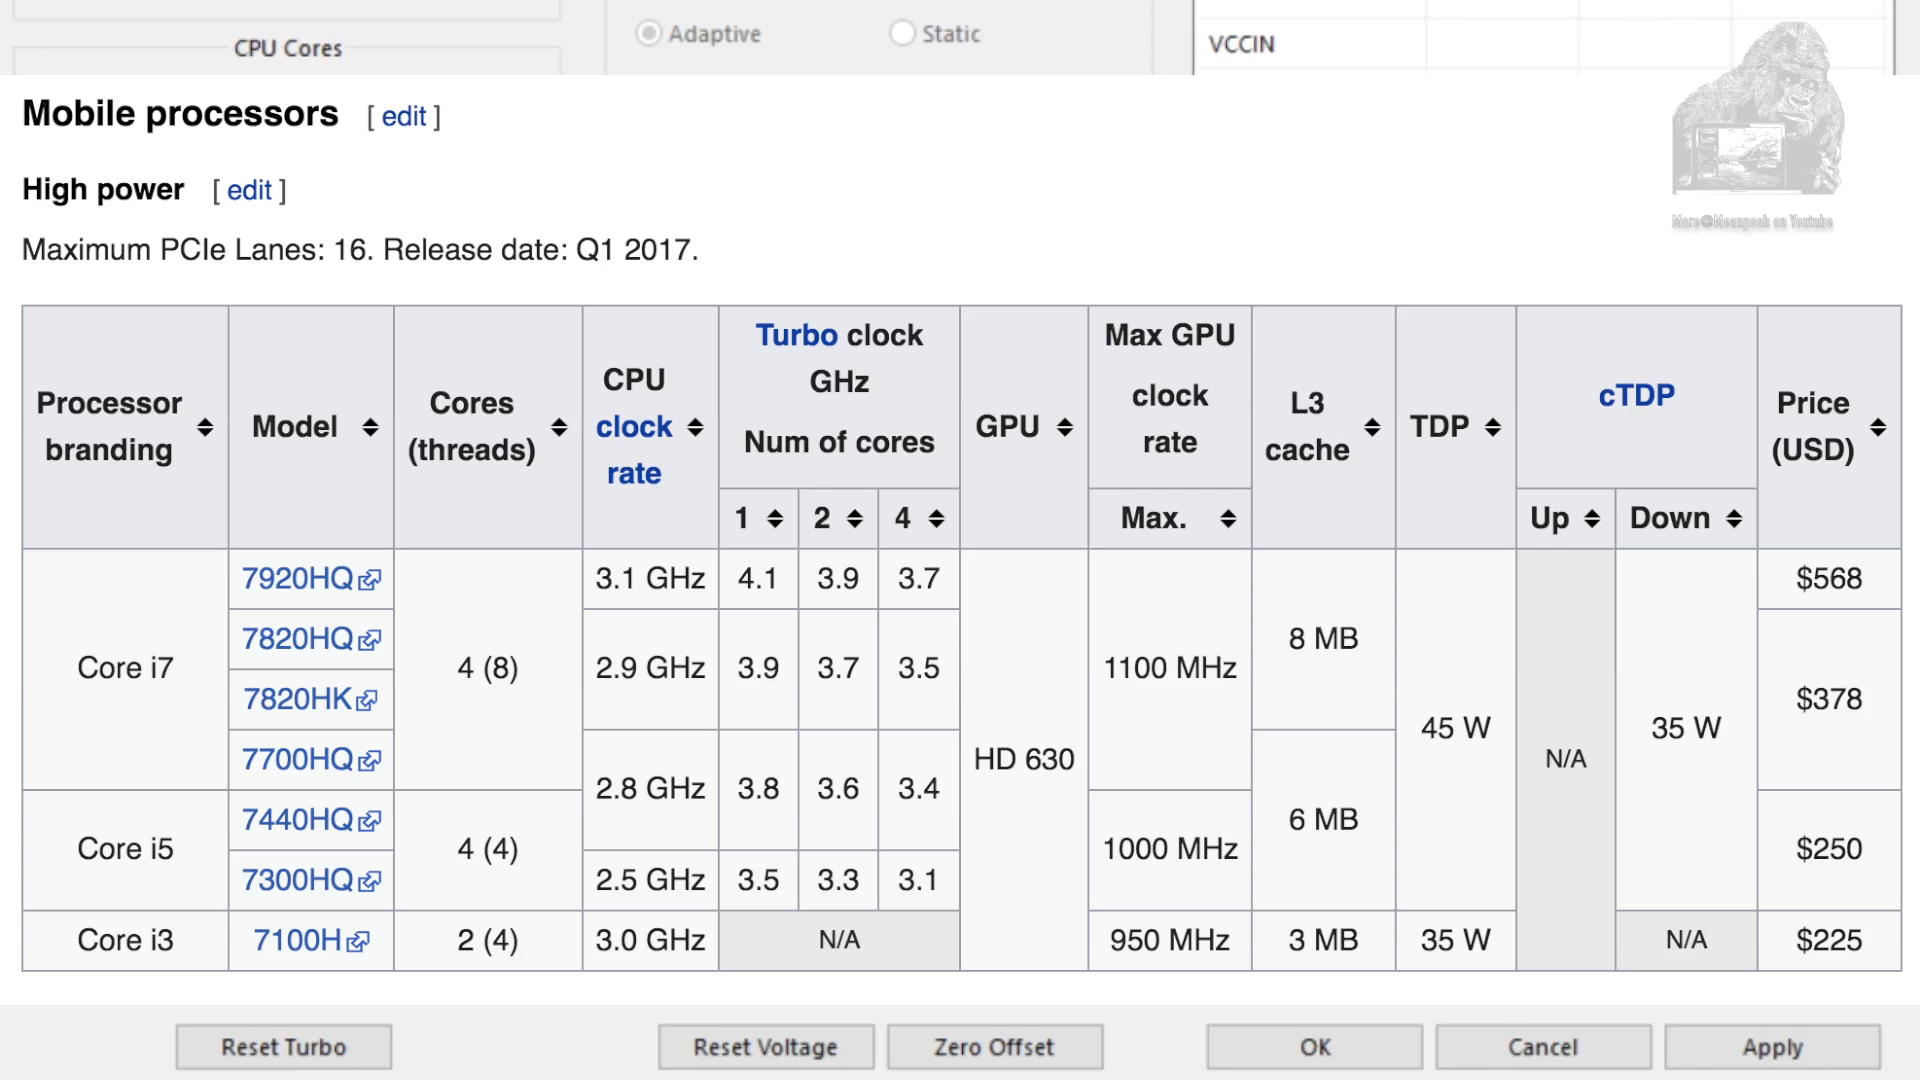 CPU Cores
Adaptive
Static
VCCIN
Mobile processors [ edit ]
High power [ edit ]
Maximum PCIe Lanes: 16. Release date: Q1 2017.
More@Meanpooh on Youtube
Processor branding Model Cores (threads) CPU clock rate Turbo clock GHz Num of cores GPU Max GPU clock rate L3 cache TDP cTDP Price (USD)
1 2 4 Max. Up Down
Core i7 7920HQ 4 (8) 3.1 GHz 4.1 3.9 3.7 HD 630 1100 MHz 8 MB 45 W N/A 35 W $568
7820HQ 2.9 GHz 3.9 3.7 3.5 $378
7820HK
7700HQ 2.8 GHz 3.8 3.6 3.4 6 MB
Core i5 7440HQ 4 (4) 1000 MHz $250
7300HQ 2.5 GHz 3.5 3.3 3.1
Core i3 7100H 2 (4) 3.0 GHz N/A 950 MHz 3 MB 35 W N/A $225
Reset Turbo
Reset Voltage
Zero Offset
OK
Cancel
Apply